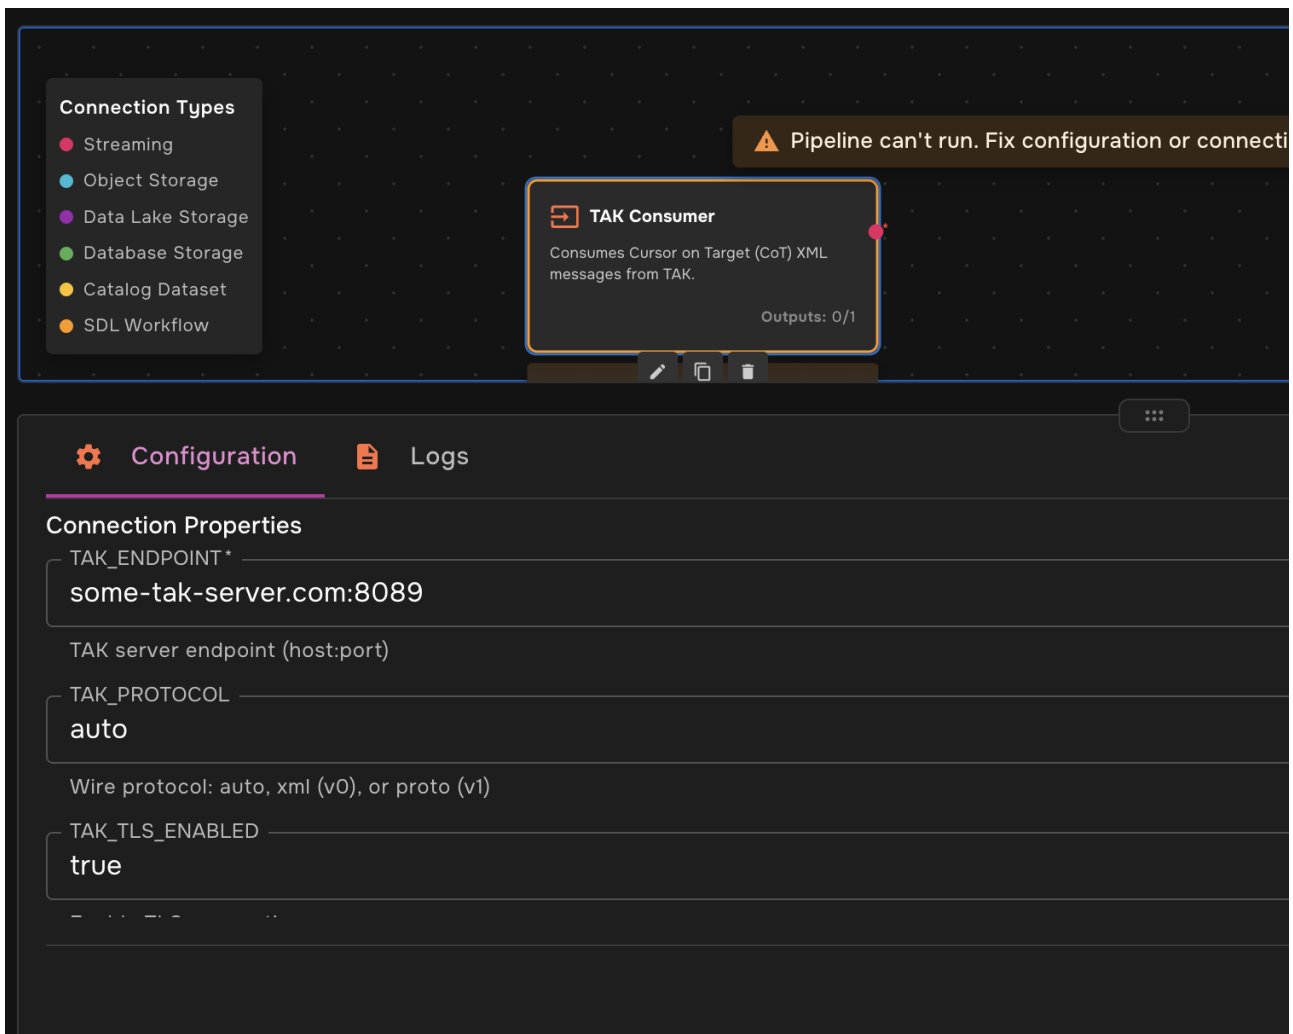 Connection Types
Streaming
Object Storage
Data Lake Storage
Database Storage
Catalog Dataset
SDL Workflow
Pipeline can't run. Fix configuration or
TAK Consumer
Consumes Cursor on Target (CoT) XML
messages from TAK.
Outputs: 0/1
Configuration
Logs
Connection Properties
TAK_ENDPOINT*
some-tak-server.com:8089
TAK server endpoint (host:port)
TAK_PROTOCOL
auto
Wire protocol: auto, xml (v0), or proto (v1)
TAK_TLS_ENABLED
true